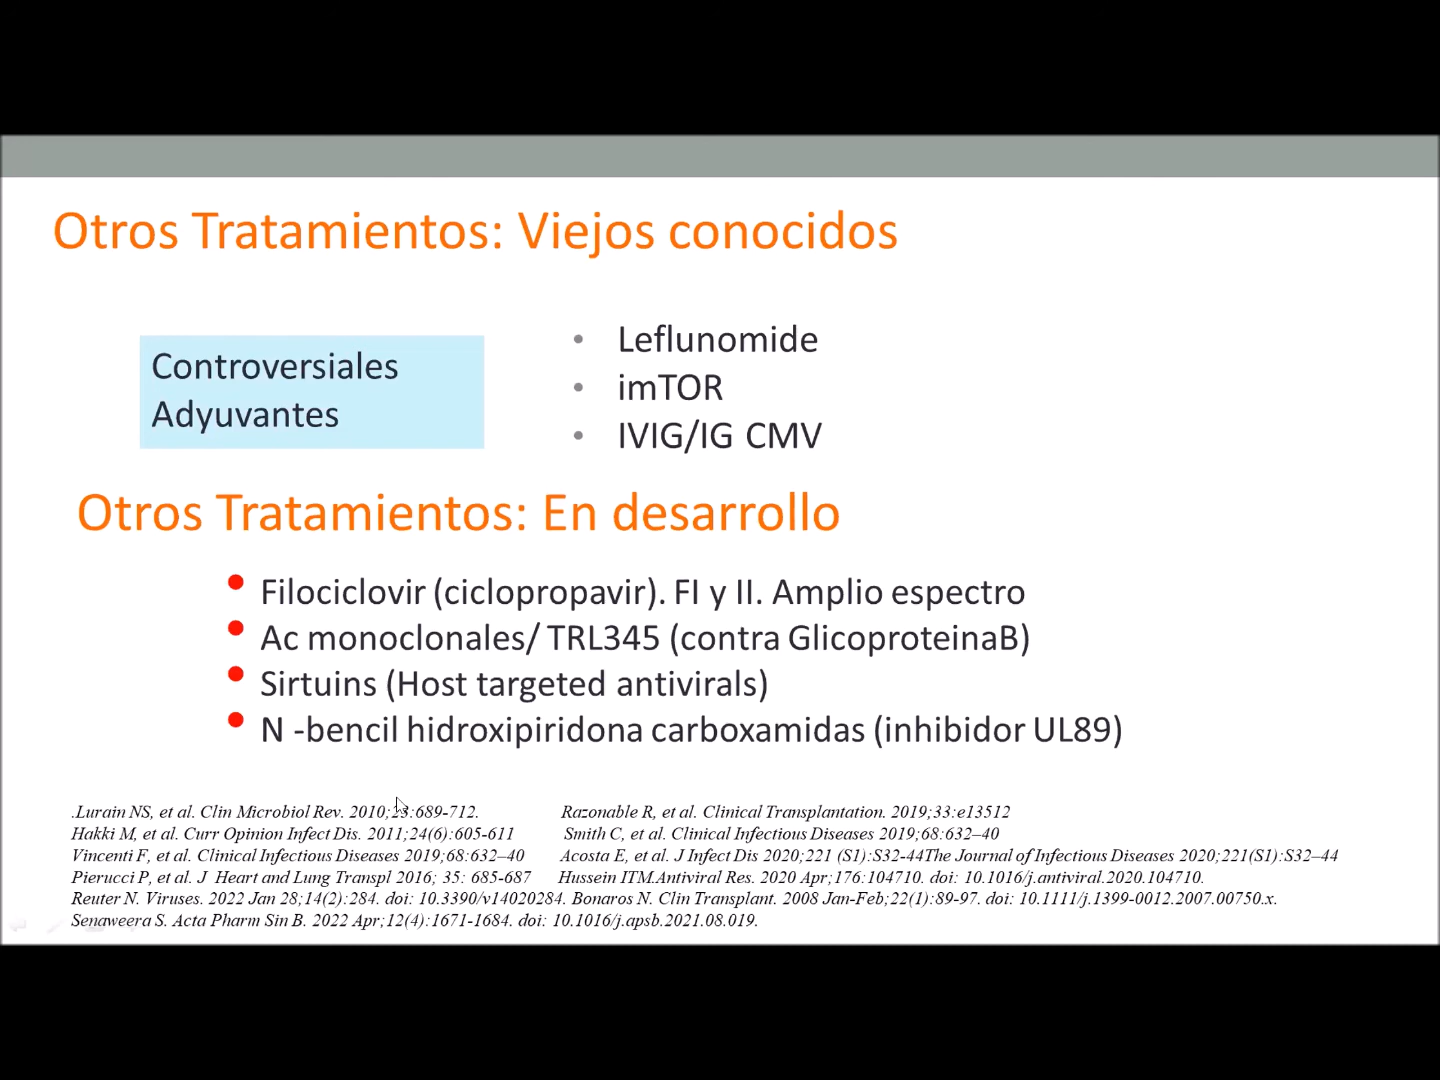 Otros Tratamientos: Viejos conocidos
Controversiales
Adyuvantes
• Leflunomide
• imTOR
• IVIG/IG CMV
Otros Tratamientos: En desarrollo
• Filociclovir (ciclopropavir). FI y II. Amplio espectro
• Ac monoclonales/ TRL345 (contra GlicoproteinaB)
• Sirtuins (Host targeted antivirals)
• N -bencil hidroxipiridona carboxamidas (inhibidor UL89)
.Lurain NS, et al. Clin Microbiol Rev. 2010;23:689-712. Razonable R, et al. Clinical Transplantation. 2019;33:e13512
Hakki M, et al. Curr Opinion Infect Dis. 2011;24(6):605-611 Smith C, et al. Clinical Infectious Diseases 2019;68:632–40
Vincenti F, et al. Clinical Infectious Diseases 2019;68:632–40 Acosta E, et al. J Infect Dis 2020;221 (S1):S32-44The Journal of Infectious Diseases 2020;221(S1):S32–44
Pierucci P, et al. J Heart and Lung Transpl 2016; 35: 685-687 Hussein ITM.Antiviral Res. 2020 Apr;176:104710. doi: 10.1016/j.antiviral.2020.104710.
Reuter N. Viruses. 2022 Jan 28;14(2):284. doi: 10.3390/v14020284. Bonaros N. Clin Transplant. 2008 Jan-Feb;22(1):89-97. doi: 10.1111/j.1399-0012.2007.00750.x.
Senaweera S. Acta Pharm Sin B. 2022 Apr;12(4):1671-1684. doi: 10.1016/j.apsb.2021.08.019.